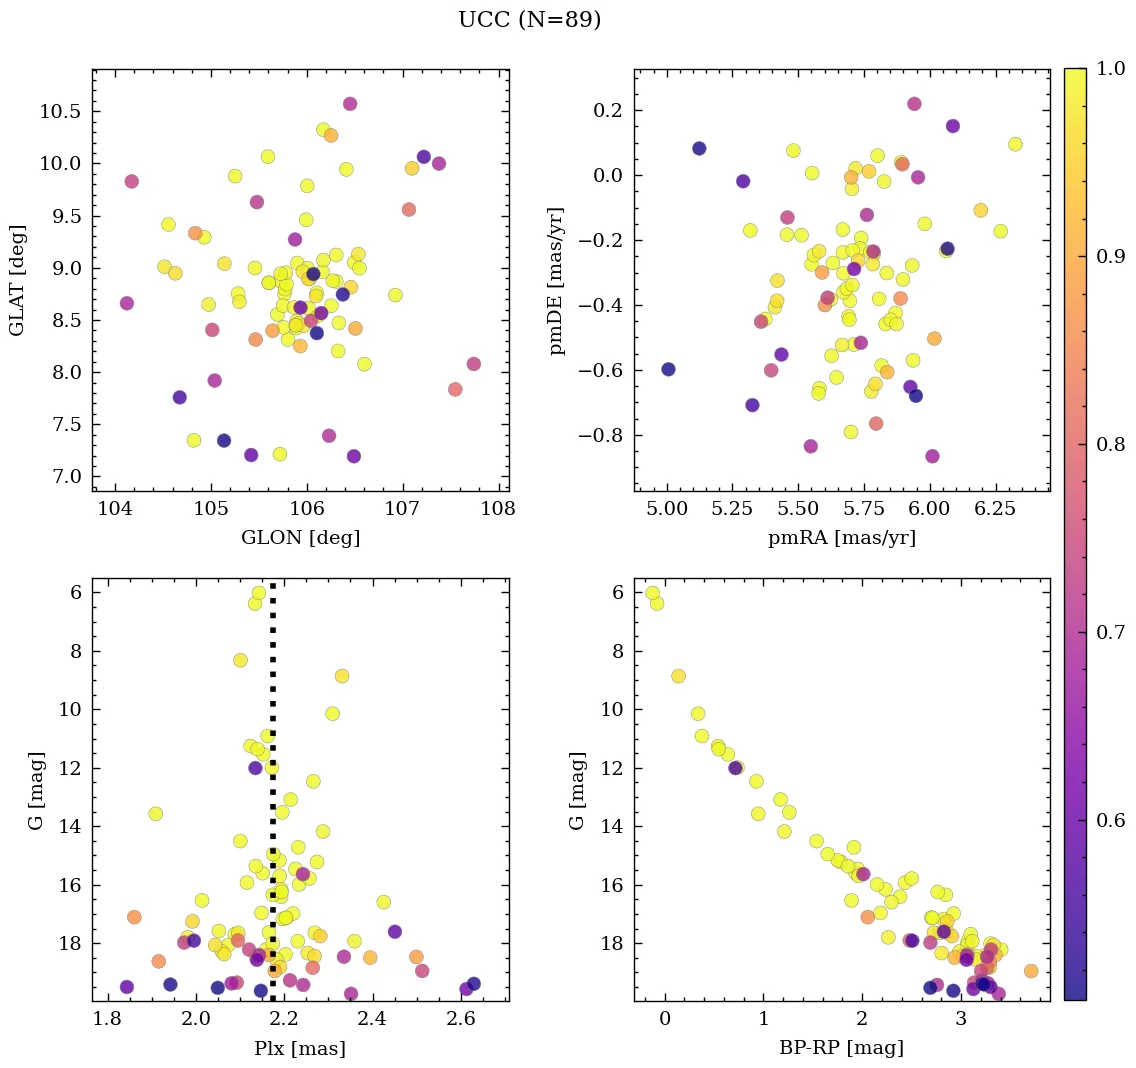 UCC (N=89)
10.5
10.0
9.5
9.0
8.5
8.0
7.5
7.0
GLAT [deg]
104 105 106 107 108
GLON [deg]
0.2
0.0
−0.2
−0.4
−0.6
−0.8
pmDE [mas/yr]
5.00 5.25 5.50 5.75 6.00 6.25
pmRA [mas/yr]
1.0
0.9
0.8
0.7
0.6
6
8
10
12
14
16
18
G [mag]
1.8 2.0 2.2 2.4 2.6
Plx [mas]
6
8
10
12
14
16
18
G [mag]
0 1 2 3
BP-RP [mag]